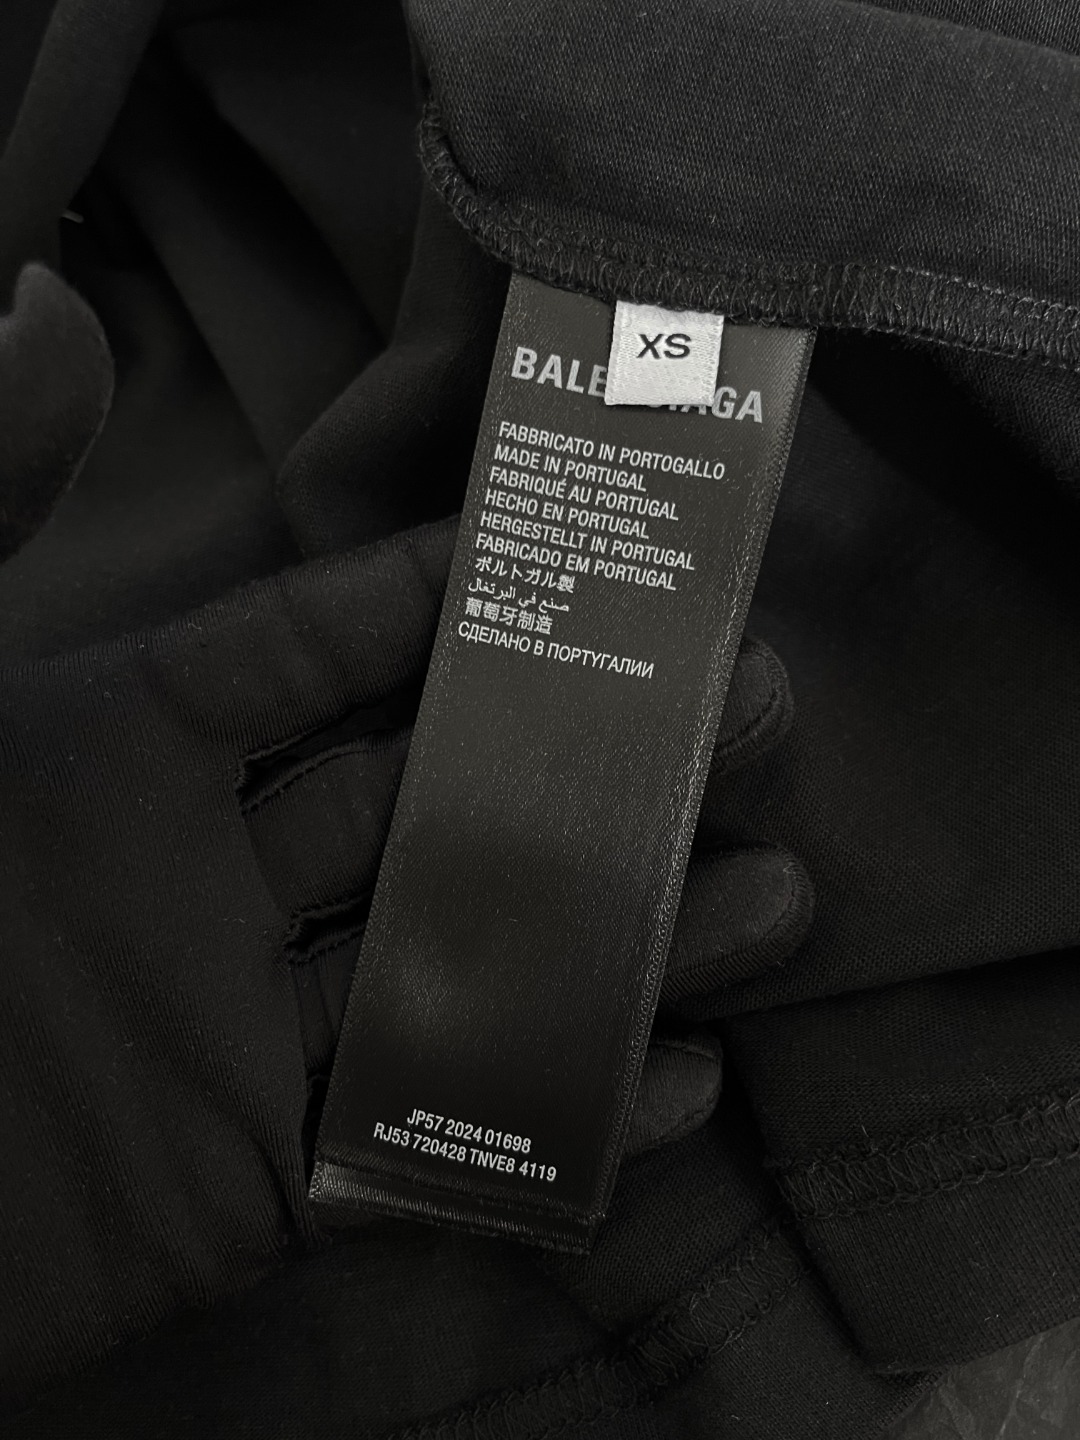 XS
BALE IAGA
FABBRICATO IN PORTOGALLO
MADE IN PORTUGAL
FABRIQUÉ AU PORTUGAL
HECHO EN PORTUGAL
HERGESTELLT IN PORTUGAL
FABRICADO EM PORTUGAL
ポルトガル製
صنع في البرتغال
葡萄牙制造
СДЕЛАНО В ПОРТУГАЛИИ
JP57 2024 01698
RJ53 720428 TNVE8 4119